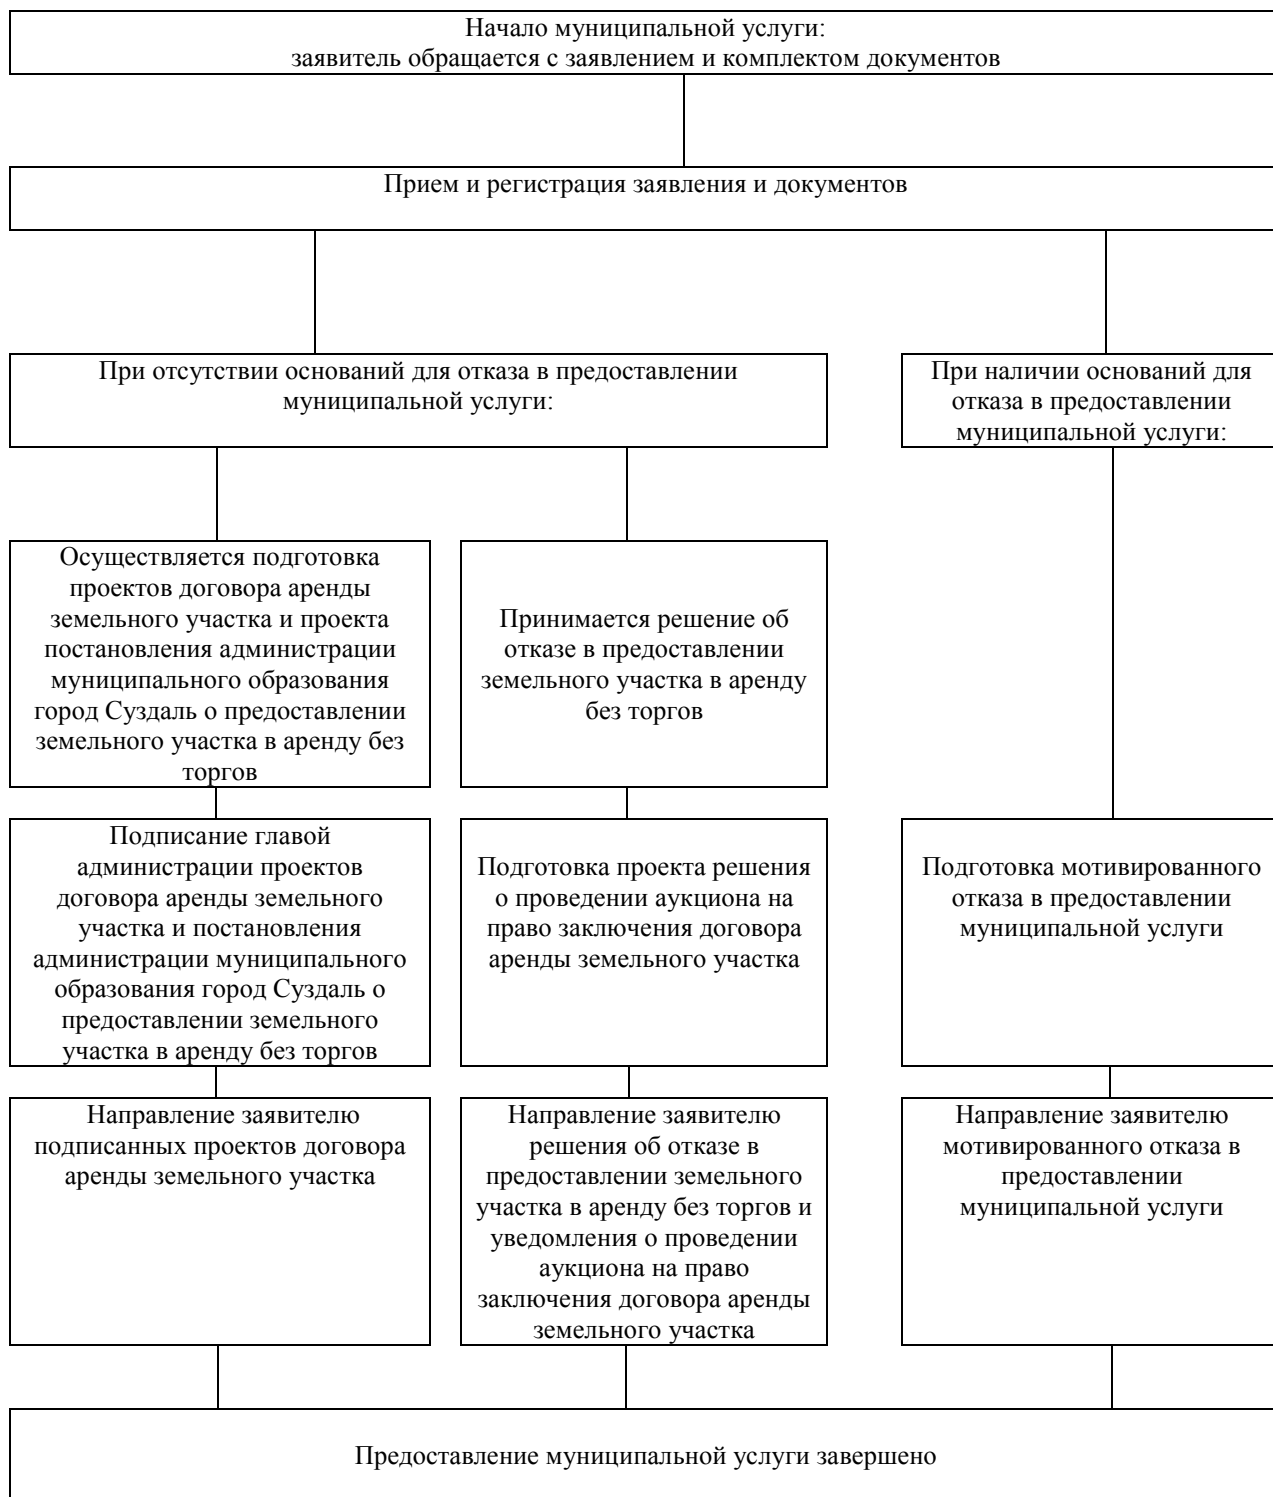 Начало муниципальной услуги:
заявитель обращается с заявлением и комплектом документов
Прием и регистрация заявления и документов
При отсутствии оснований для отказа в предоставлении
муниципальной услуги:
При наличии оснований для
отказа в предоставлении
муниципальной услуги:
Осуществляется подготовка
проектов договора аренды
земельного участка и проекта
постановления администрации
муниципального образования
город Суздаль о предоставлении
земельного участка в аренду без
торгов
Принимается решение об
отказе в предоставлении
земельного участка в аренду
без торгов
Подписание главой
администрации проектов
договора аренды земельного
участка и постановления
администрации муниципального
образования город Суздаль о
предоставлении земельного
участка в аренду без торгов
Подготовка проекта решения
о проведении аукциона на
право заключения договора
аренды земельного участка
Подготовка мотивированного
отказа в предоставлении
муниципальной услуги
Направление заявителю
подписанных проектов договора
аренды земельного участка
Направление заявителю
решения об отказе в
предоставлении земельного
участка в аренду без торгов и
уведомления о проведении
аукциона на право
заключения договора аренды
земельного участка
Направление заявителю
мотивированного отказа в
предоставлении
муниципальной услуги
Предоставление муниципальной услуги завершено